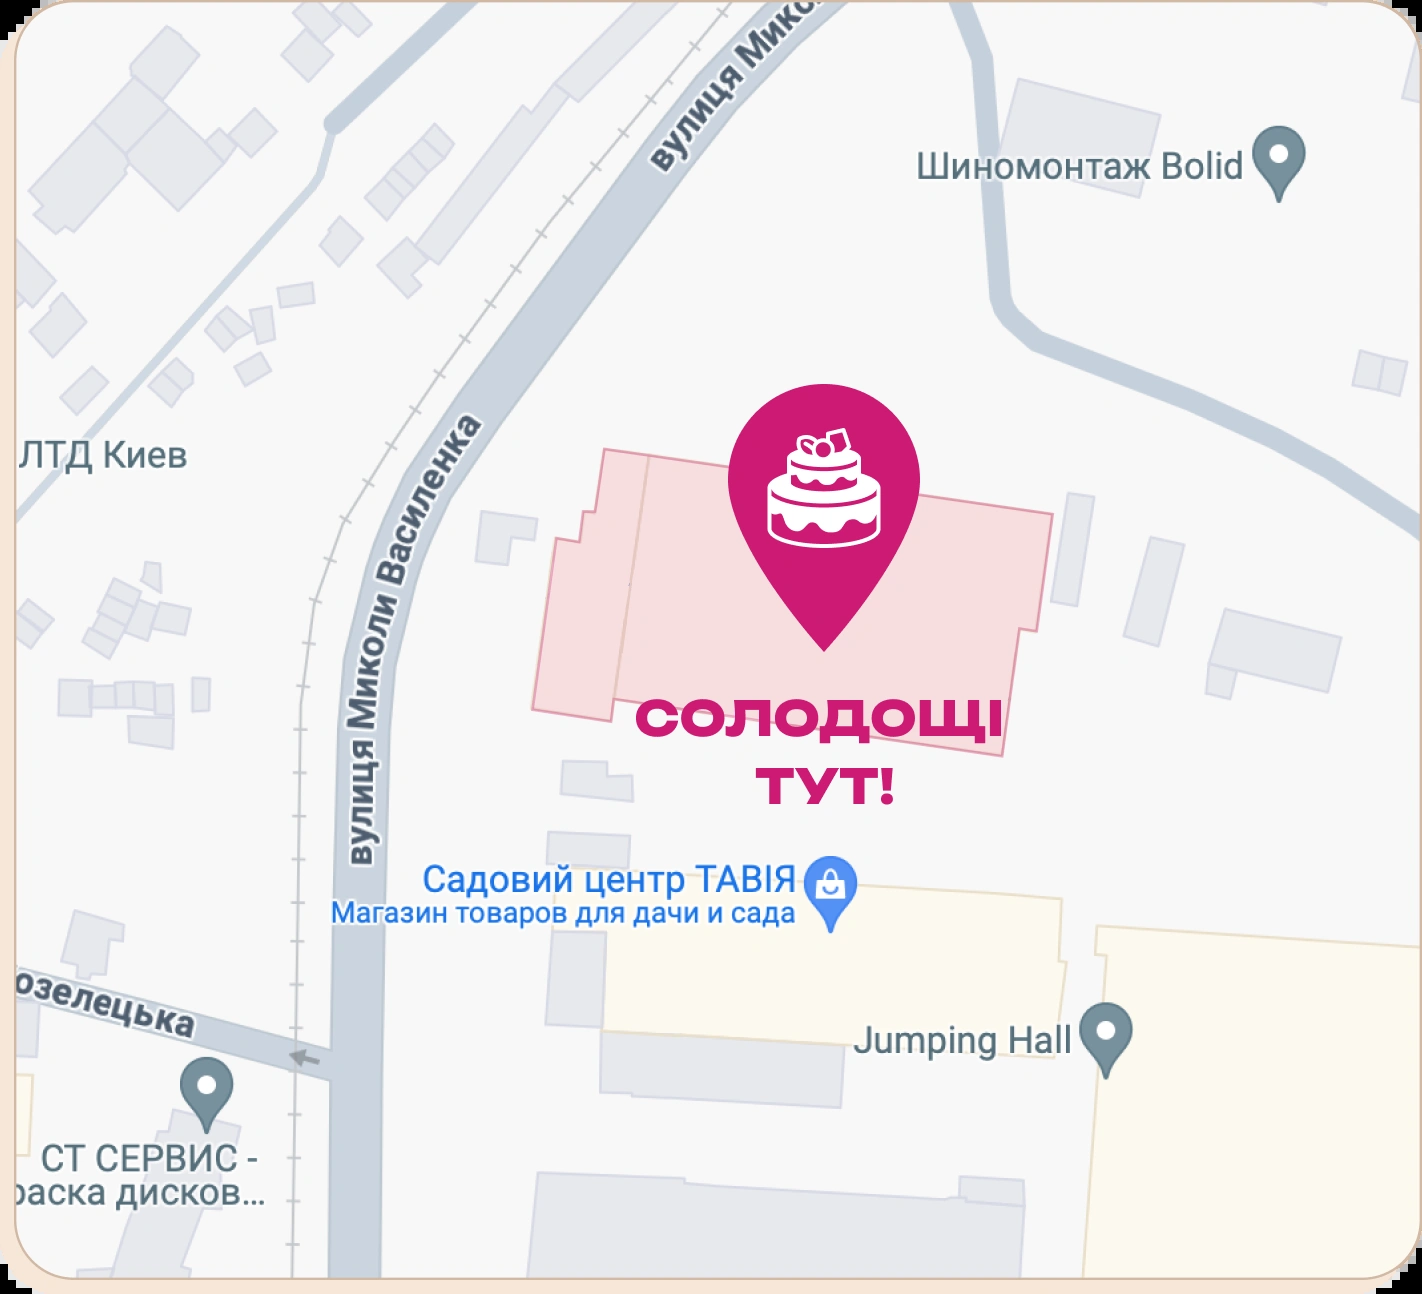 вулиця Мико
Шиномонтаж Bolid
вулиця Миколи Василенка
ЛТД Киев
СОЛОДОЩІ
ТУТ!
Садовий центр ТАВІЯ
Магазин товаров для дачи и сада
озелецька
Jumping Hall
СТ СЕРВИС -
раска дисков...